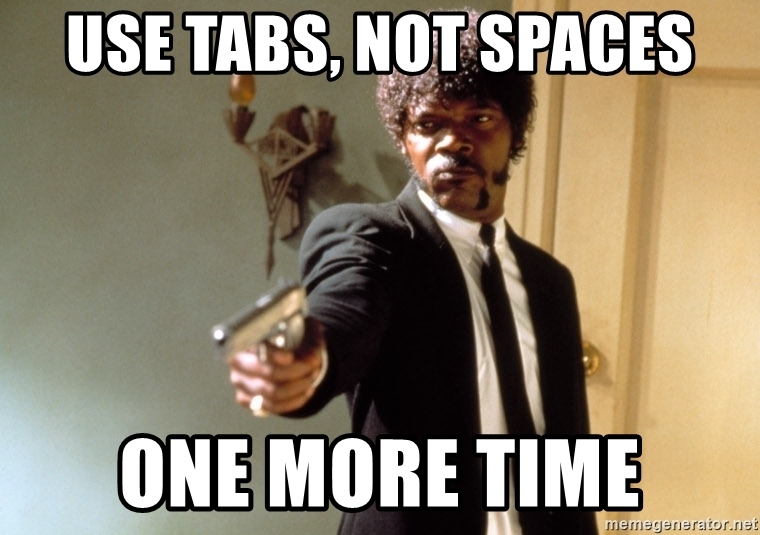 USE TABS, NOT SPACES
ONE MORE TIME
memegenerator.net